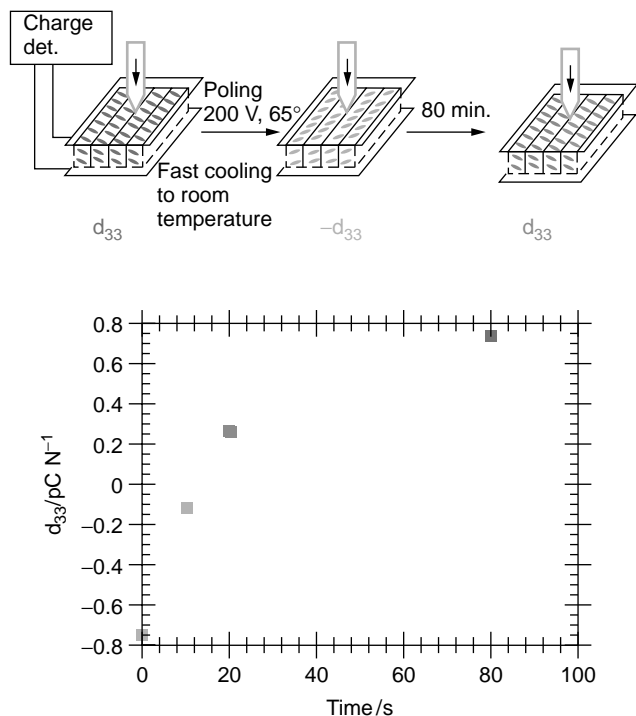 Charge
det.
Poling
200 V, 65°
80 min.
Fast cooling
to room
temperature
d₃₃
–d₃₃
d₃₃
0.8
0.6
0.4
0.2
0
–0.2
–0.4
–0.6
–0.8
d₃₃/pC N⁻¹
0
20
40
60
80
100
Time/s